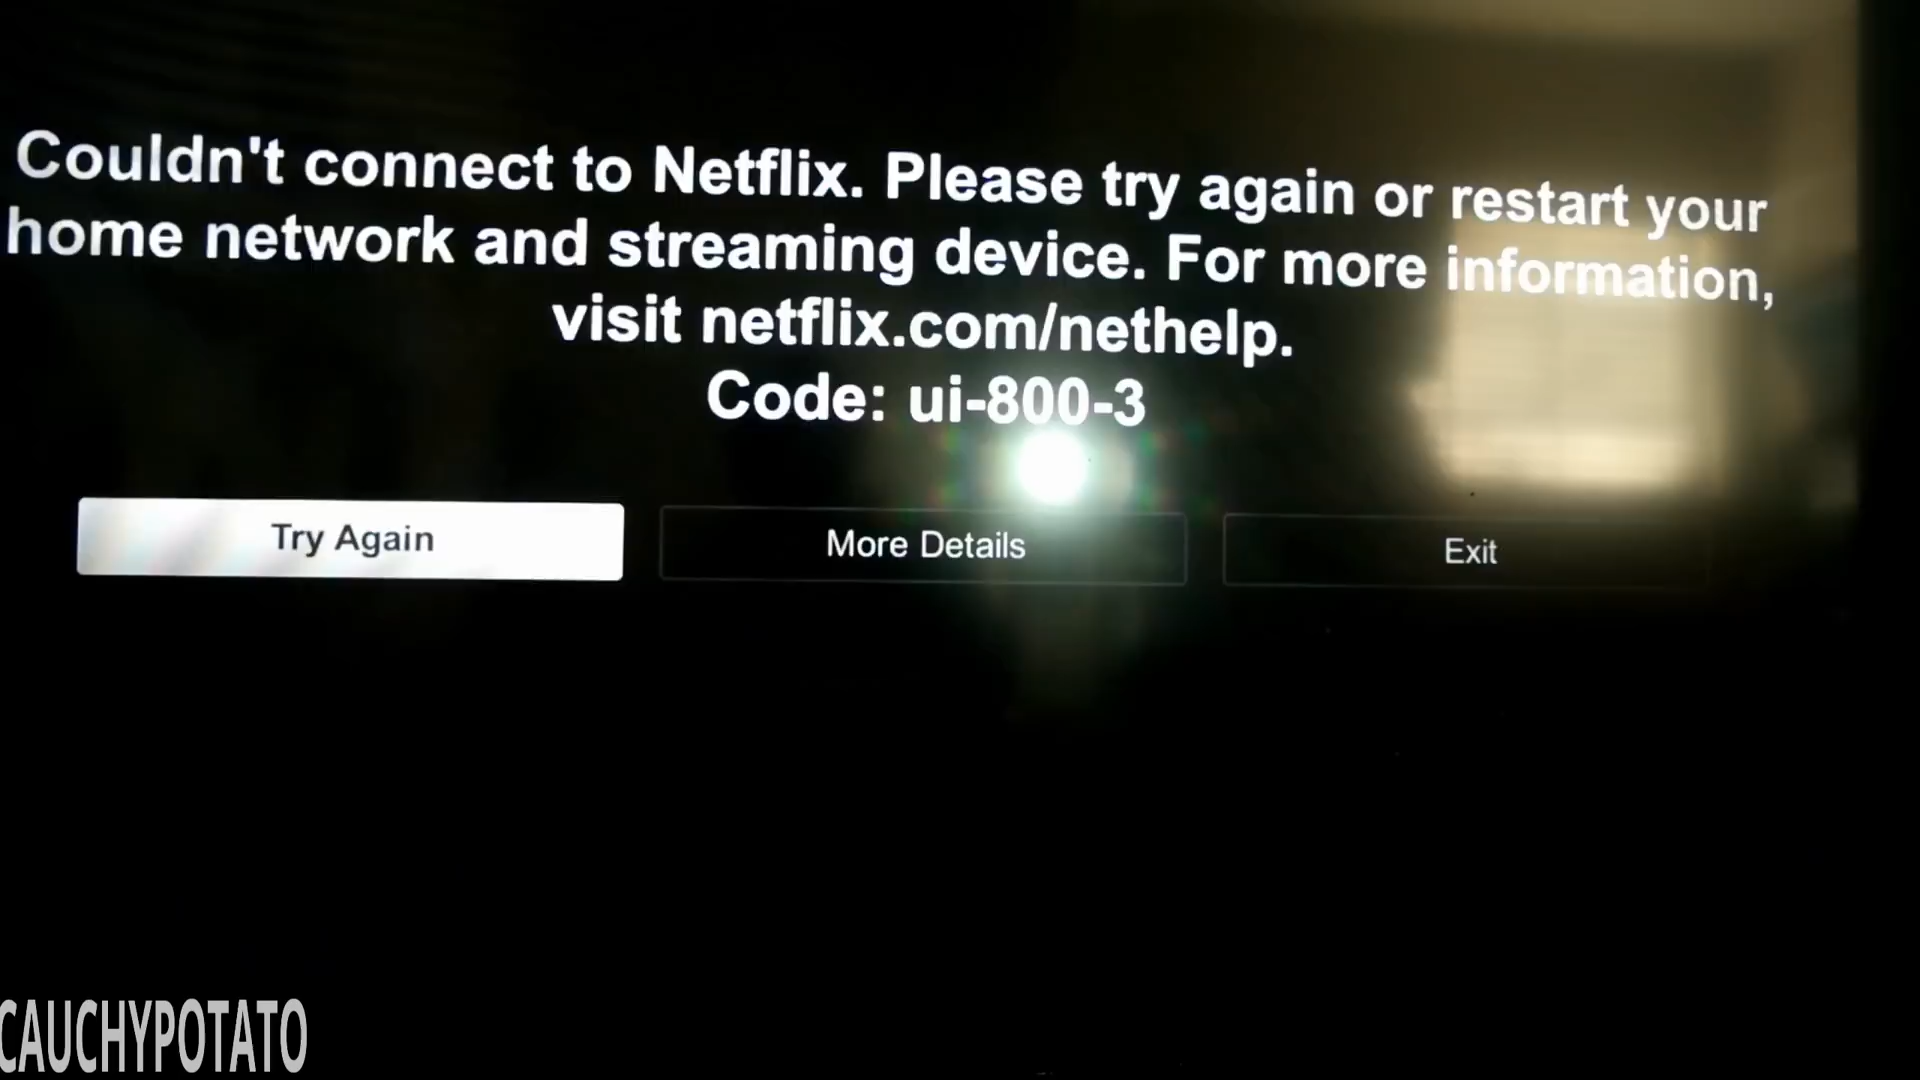 Couldn't connect to Netflix. Please try again or restart your
home network and streaming device. For more information,
visit netflix.com/nethelp.
Code: ui-800-3
Try Again
More Details
Exit
CAUCHYPOTATO